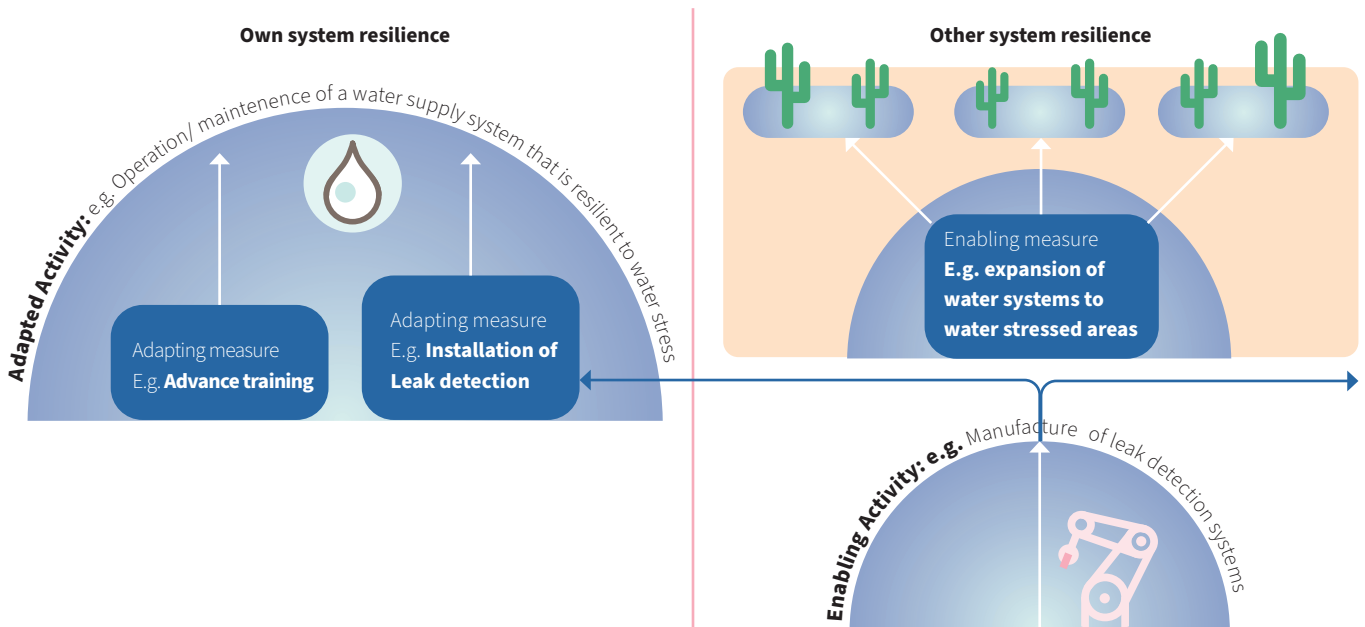 Own system resilience
Adapted Activity: e.g. Operation/ maintenence of a water supply system that is resilient to water stress
Adapting measure
E.g. Advance training
Adapting measure
E.g. Installation of
Leak detection
Other system resilience
Enabling measure
E.g. expansion of
water systems to
water stressed areas
Enabling Activity: e.g. Manufacture of leak detection systems